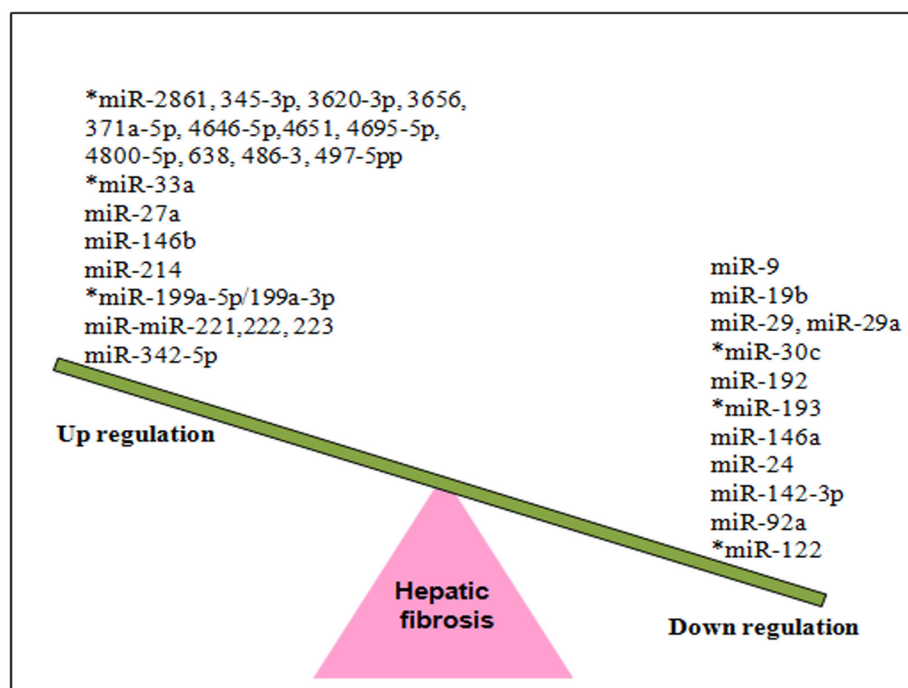 *miR-2861, 345-3p, 3620-3p, 3656,
371a-5p, 4646-5p,4651, 4695-5p,
4800-5p, 638, 486-3, 497-5pp
*miR-33a
miR-27a
miR-146b
miR-214
*miR-199a-5p/199a-3p
miR-miR-221,222, 223
miR-342-5p
Up regulation
miR-9
miR-19b
miR-29, miR-29a
*miR-30c
miR-192
*miR-193
miR-146a
miR-24
miR-142-3p
miR-92a
*miR-122
Down regulation
Hepatic
fibrosis